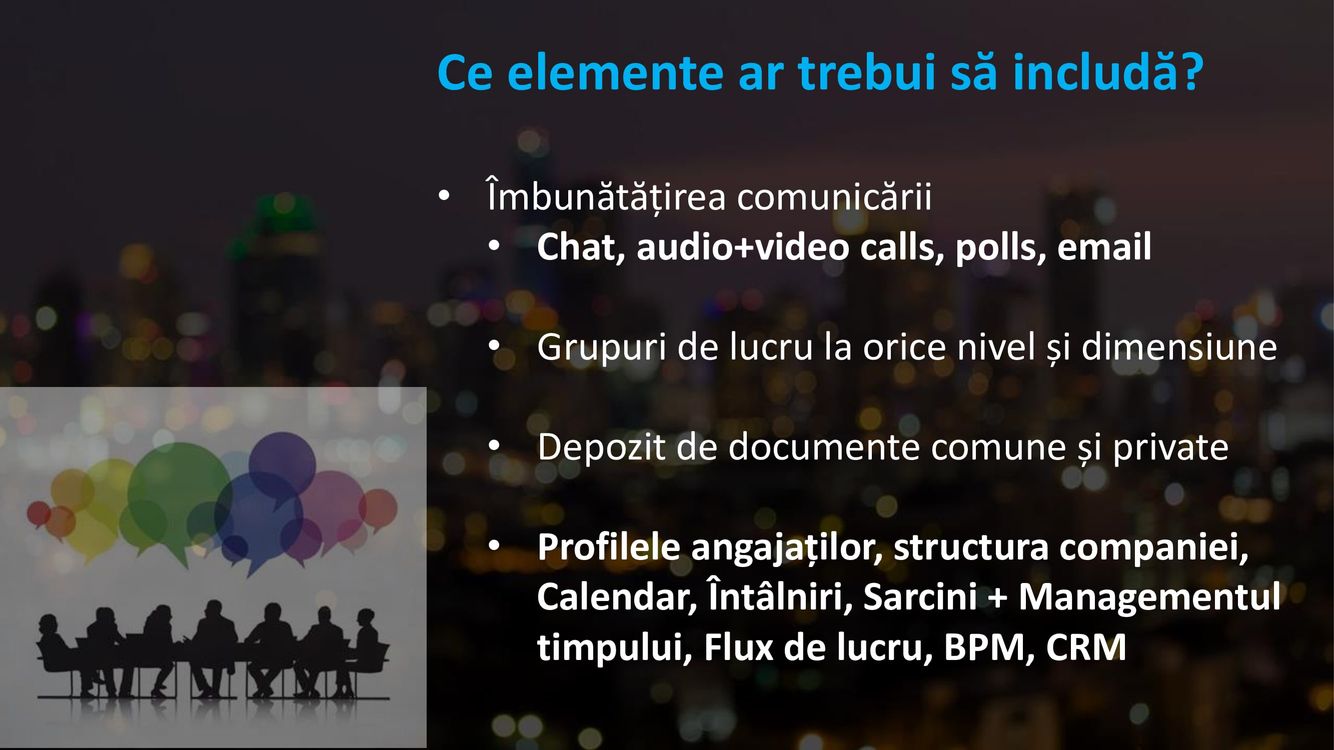 Ce elemente ar trebui să includă?
• Îmbunătățirea comunicării
• Chat, audio+video calls, polls, email
• Grupuri de lucru la orice nivel și dimensiune
• Depozit de documente comune și private
• Profilele angajaților, structura companiei,
Calendar, Întâlniri, Sarcini + Managementul
timpului, Flux de lucru, BPM, CRM